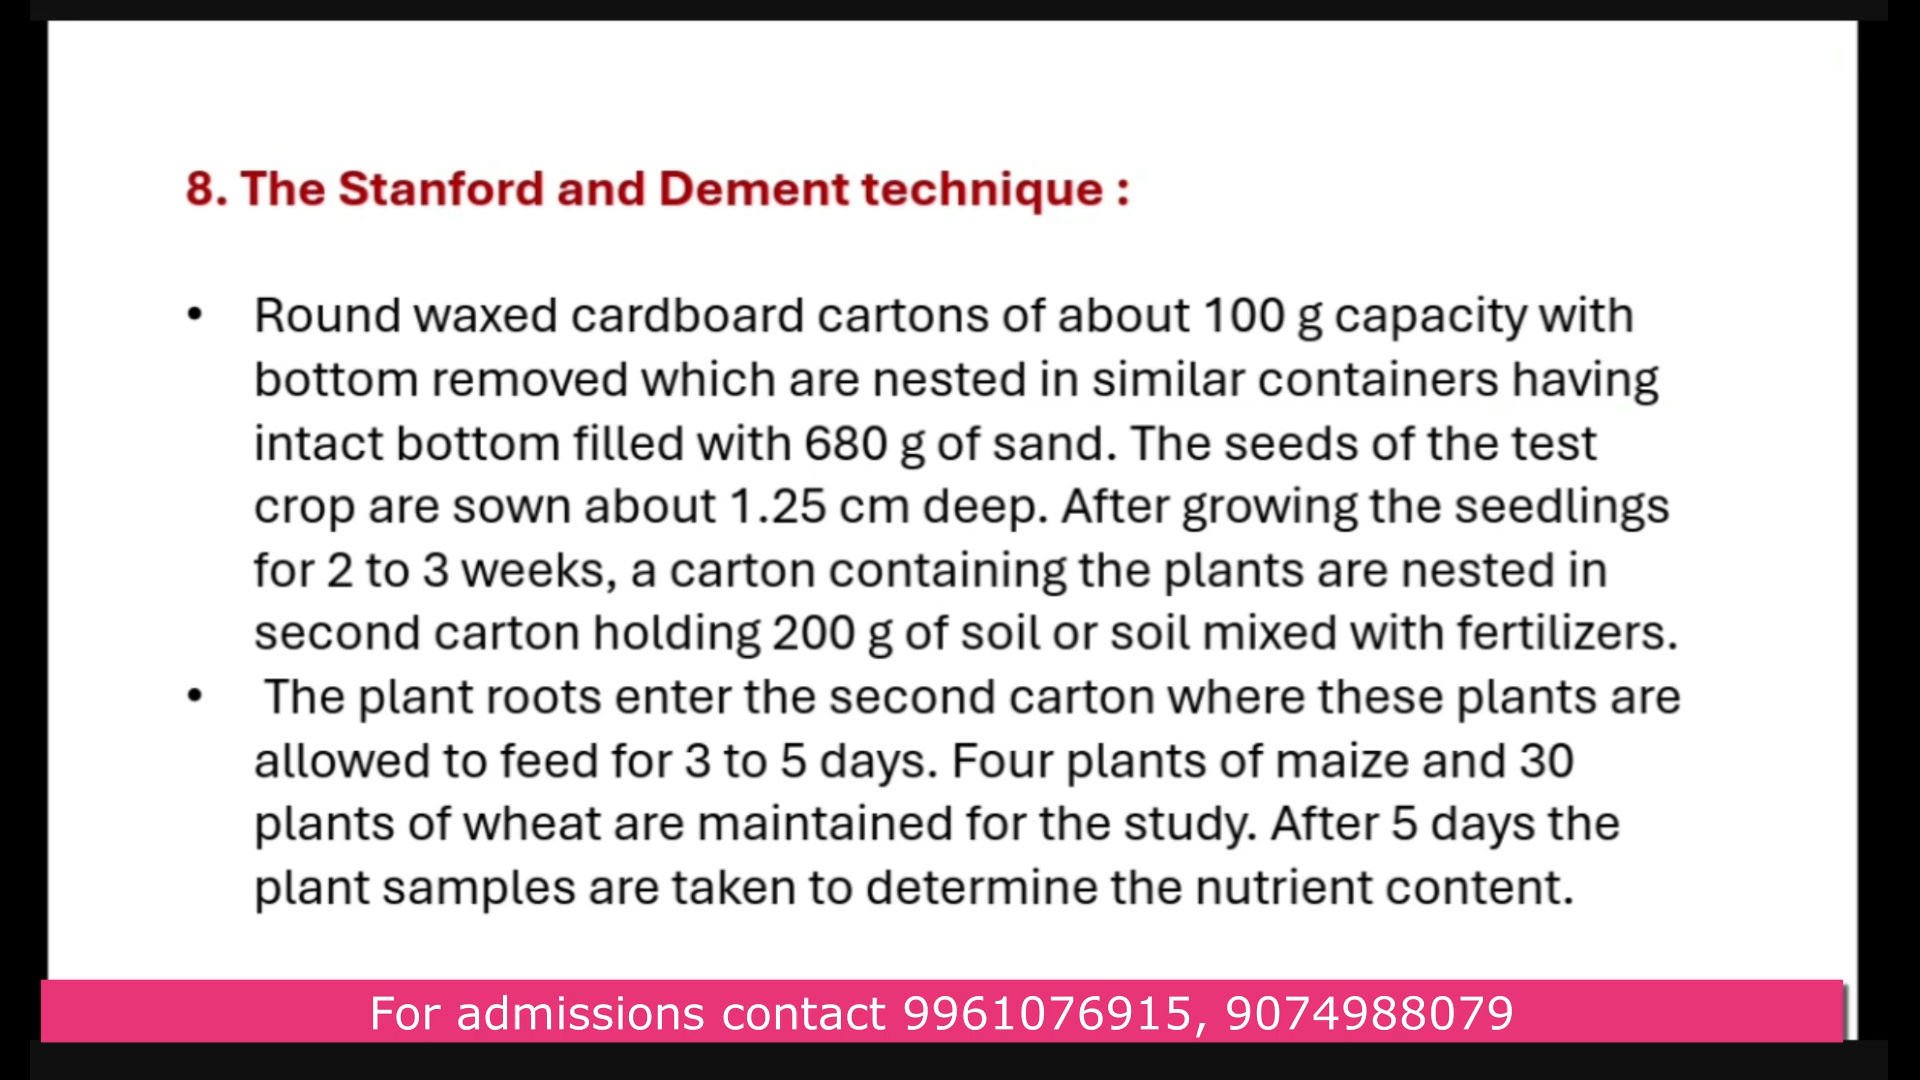 8. The Stanford and Dement technique :
• Round waxed cardboard cartons of about 100 g capacity with
bottom removed which are nested in similar containers having
intact bottom filled with 680 g of sand. The seeds of the test
crop are sown about 1.25 cm deep. After growing the seedlings
for 2 to 3 weeks, a carton containing the plants are nested in
second carton holding 200 g of soil or soil mixed with fertilizers.
• The plant roots enter the second carton where these plants are
allowed to feed for 3 to 5 days. Four plants of maize and 30
plants of wheat are maintained for the study. After 5 days the
plant samples are taken to determine the nutrient content.
For admissions contact 9961076915, 9074988079